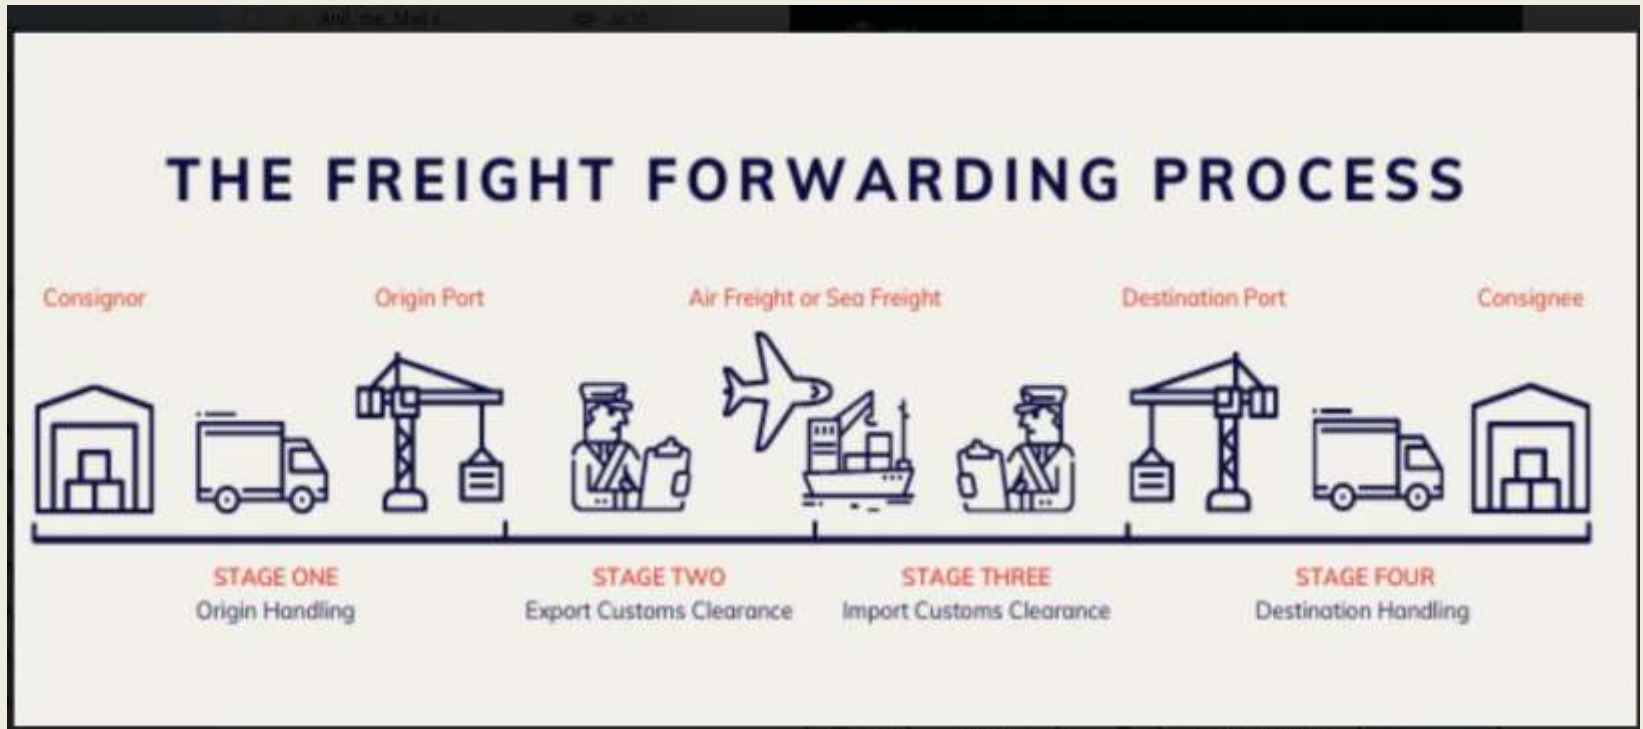 THE FREIGHT FORWARDING PROCESS
Consignor
Origin Port
Air Freight or Sea Freight
Destination Port
Consignee
STAGE ONE
Origin Handling
STAGE TWO
Export Customs Clearance
STAGE THREE
Import Customs Clearance
STAGE FOUR
Destination Handling